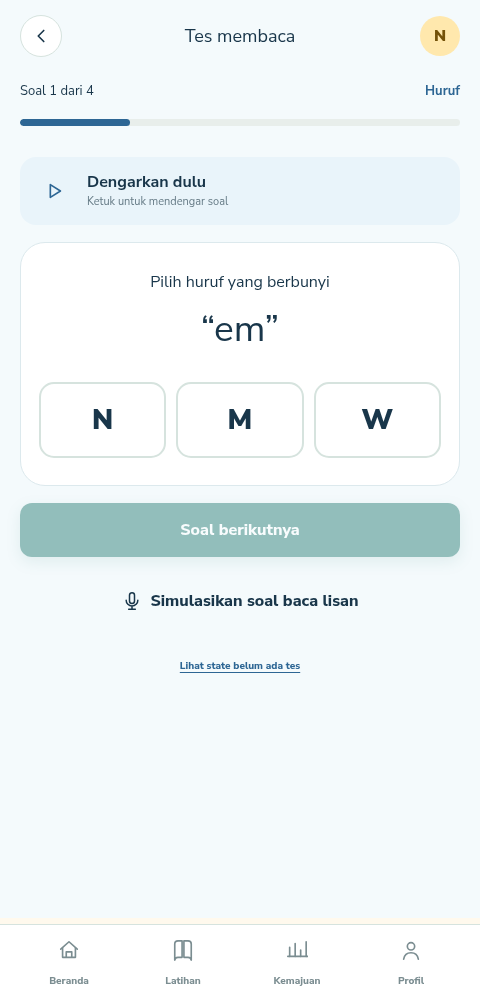 Tes membaca
N
Soal 1 dari 4
Huruf
Dengarkan dulu
Ketuk untuk mendengar soal
Pilih huruf yang berbunyi
“em”
N
M
W
Soal berikutnya
Simulasikan soal baca lisan
Lihat state belum ada tes
Beranda
Latihan
Kemajuan
Profil